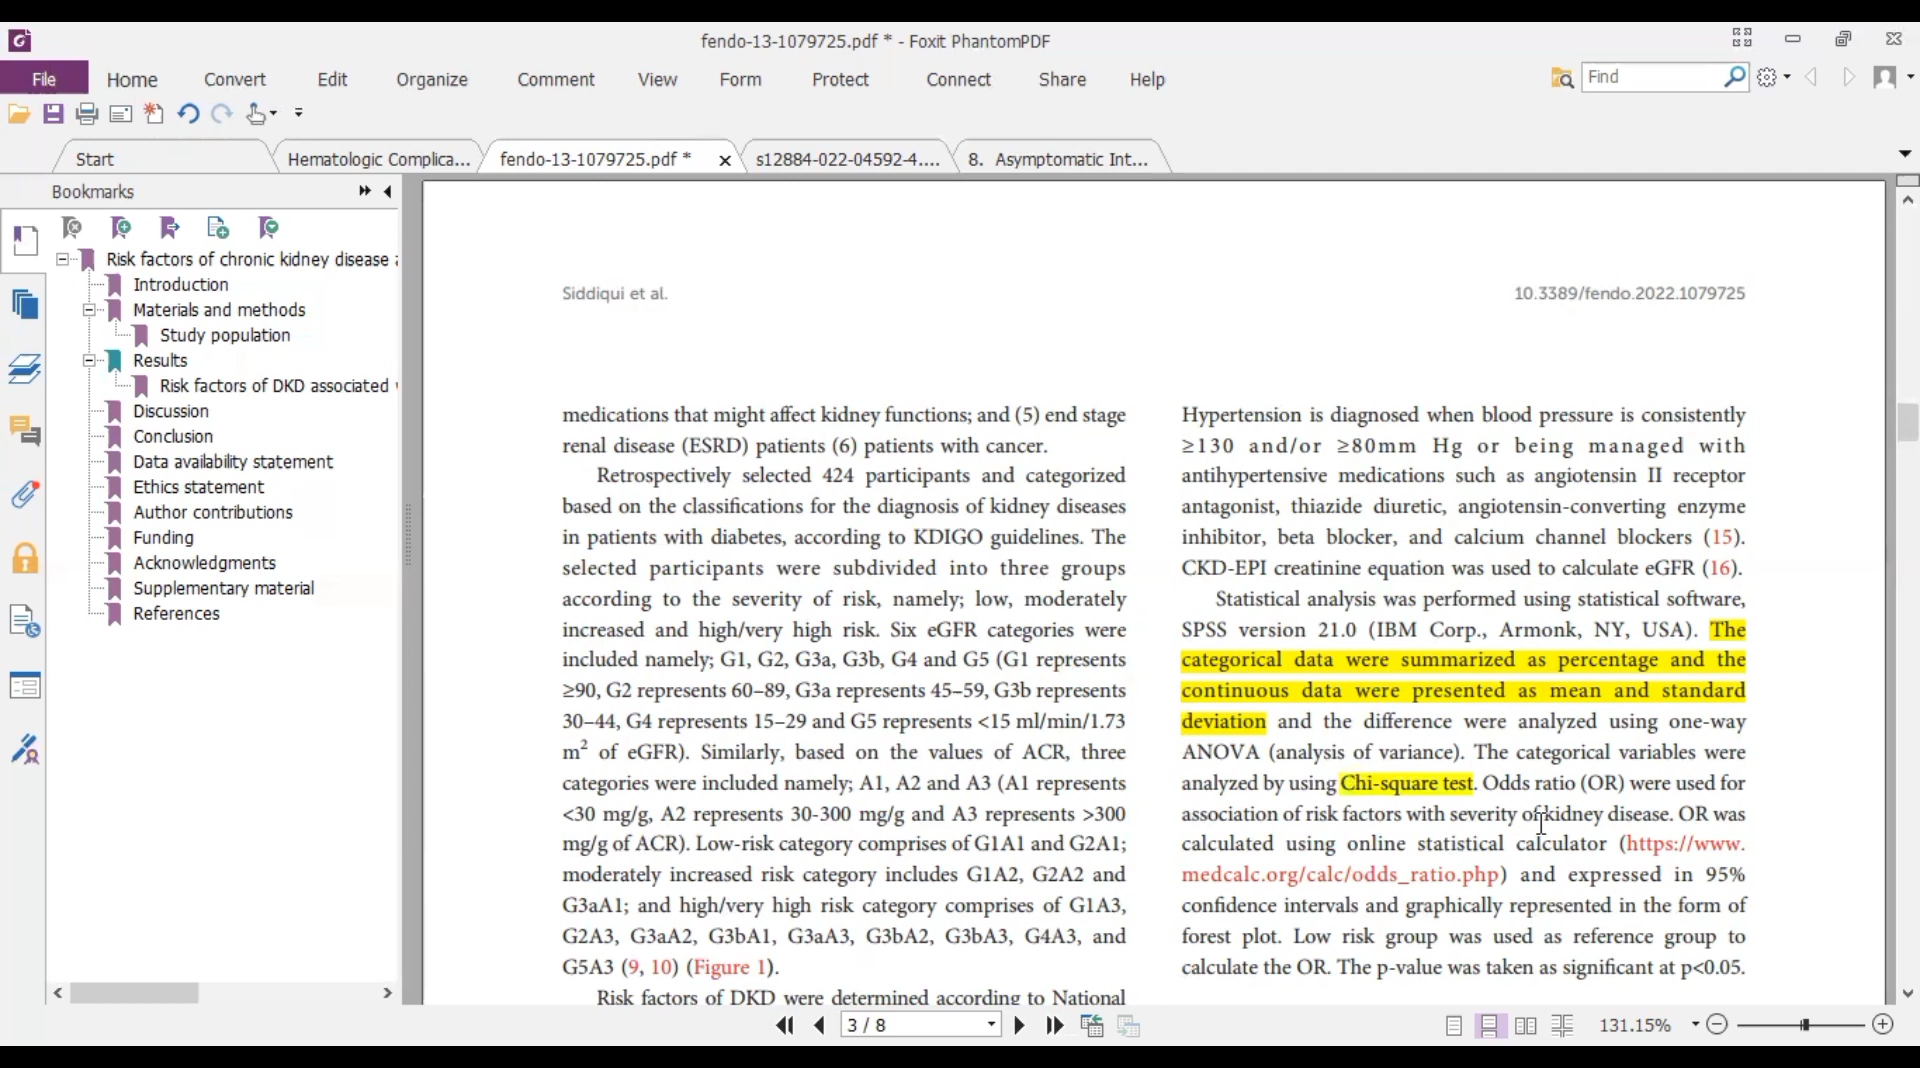 fendo-13-1079725.pdf * - Foxit PhantomPDF
File Home Convert Edit Organize Comment View Form Protect Connect Share Help
Find
Start
Hematologic Complica...
fendo-13-1079725.pdf *
s12884-022-04592-4....
8. Asymptomatic Int...
Bookmarks
Risk factors of chronic kidney disease
Introduction
Materials and methods
Study population
Results
Risk factors of DKD associated
Discussion
Conclusion
Data availability statement
Ethics statement
Author contributions
Funding
Acknowledgments
Supplementary material
References
Siddiqui et al.
10.3389/fendo.2022.1079725
medications that might affect kidney functions; and (5) end stage
renal disease (ESRD) patients (6) patients with cancer.
Retrospectively selected 424 participants and categorized
based on the classifications for the diagnosis of kidney diseases
in patients with diabetes, according to KDIGO guidelines. The
selected participants were subdivided into three groups
according to the severity of risk, namely; low, moderately
increased and high/very high risk. Six eGFR categories were
included namely; G1, G2, G3a, G3b, G4 and G5 (G1 represents
≥90, G2 represents 60–89, G3a represents 45–59, G3b represents
30–44, G4 represents 15–29 and G5 represents <15 ml/min/1.73
m² of eGFR). Similarly, based on the values of ACR, three
categories were included namely; A1, A2 and A3 (A1 represents
<30 mg/g, A2 represents 30-300 mg/g and A3 represents >300
mg/g of ACR). Low-risk category comprises of G1A1 and G2A1;
moderately increased risk category includes G1A2, G2A2 and
G3aA1; and high/very high risk category comprises of G1A3,
G2A3, G3aA2, G3bA1, G3aA3, G3bA2, G3bA3, G4A3, and
G5A3 (9, 10) (Figure 1).
Risk factors of DKD were determined according to National
Hypertension is diagnosed when blood pressure is consistently
≥130 and/or ≥80mm Hg or being managed with
antihypertensive medications such as angiotensin II receptor
antagonist, thiazide diuretic, angiotensin-converting enzyme
inhibitor, beta blocker, and calcium channel blockers (15).
CKD-EPI creatinine equation was used to calculate eGFR (16).
Statistical analysis was performed using statistical software,
SPSS version 21.0 (IBM Corp., Armonk, NY, USA). The
categorical data were summarized as percentage and the
continuous data were presented as mean and standard
deviation and the difference were analyzed using one-way
ANOVA (analysis of variance). The categorical variables were
analyzed by using Chi-square test. Odds ratio (OR) were used for
association of risk factors with severity of kidney disease. OR was
calculated using online statistical calculator (https://www.
medcalc.org/calc/odds_ratio.php) and expressed in 95%
confidence intervals and graphically represented in the form of
forest plot. Low risk group was used as reference group to
calculate the OR. The p-value was taken as significant at p<0.05.
3 / 8
131.15%